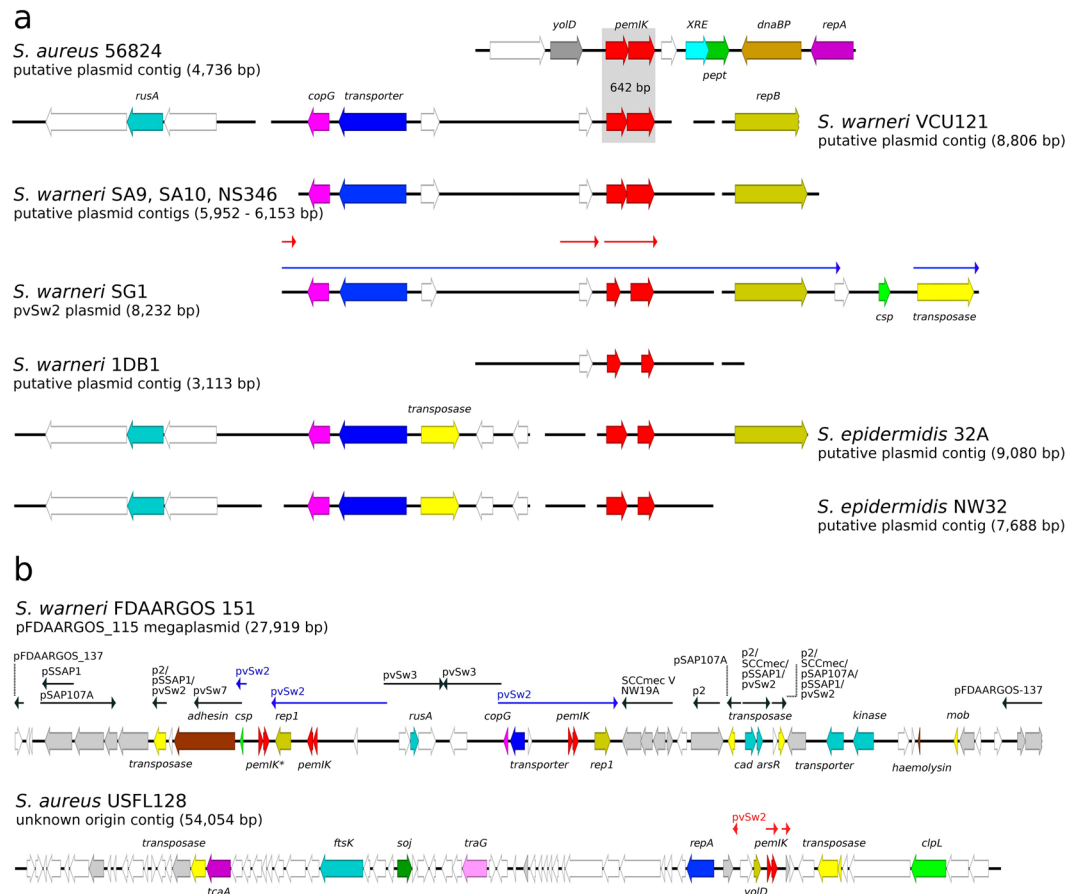 a
yolD pemIK XRE dnaBP repA
S. aureus 56824
putative plasmid contig (4,736 bp)
pept
642 bp
rusA copG transporter repB
S. warneri VCU121
putative plasmid contig (8,806 bp)
S. warneri SA9, SA10, NS346
putative plasmid contigs (5,952 - 6,153 bp)
S. warneri SG1
pvSw2 plasmid (8,232 bp)
csp transposase
S. warneri 1DB1
putative plasmid contig (3,113 bp)
transposase
S. epidermidis 32A
putative plasmid contig (9,080 bp)
S. epidermidis NW32
putative plasmid contig (7,688 bp)
b
S. warneri FDAARGOS 151
pFDAARGOS_115 megaplasmid (27,919 bp)
pFDAARGOS_137
pSSAP1
pSAP107A
p2/
pSSAP1/
pvSw2
pvSw7
pvSw2
pvSw2
pvSw3 pvSw3
pvSw2
SCCmec V
NW19A
p2
pSAP107A
p2/
SCCmec/
pSSAP1/
pvSw2
p2/
SCCmec/
pSAP107A/
pSSAP1/
pvSw2
pFDAARGOS-137
adhesin csp rep1 rusA copG pemIK transposase kinase mob
transposase pemIK* pemIK transporter rep1 cad arsR transporter haemolysin
S. aureus USFL128
unknown origin contig (54,054 bp)
pvSw2
transposase ftsK soj traG repA pemIK transposase clpL
tcaA yolD